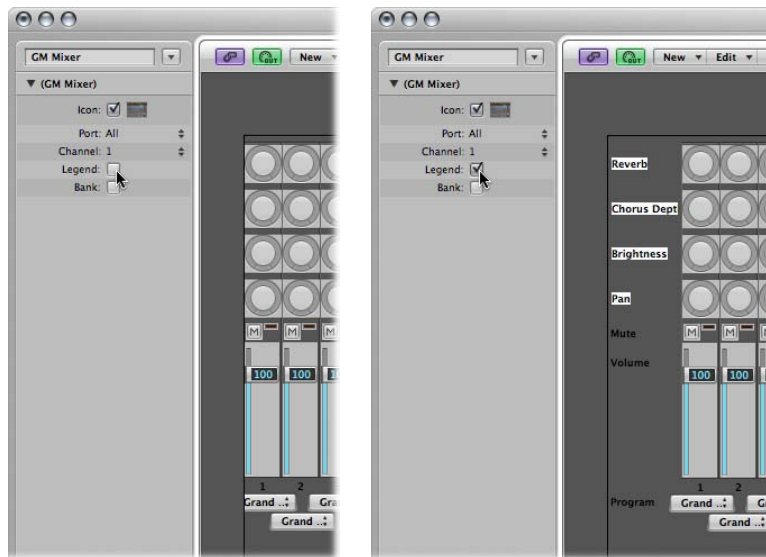 GM Mixer
OUT
New
(GM Mixer)
Icon:
Port: All
Channel: 1
Legend:
Bank:
M M M
100 100
1 2
Grand ..
Grand ..
GM Mixer
OUT
New Edit
(GM Mixer)
Icon:
Port: All
Channel: 1
Legend:
Bank:
Reverb
Chorus Dept
Brightness
Pan
Mute M M
Volume
100 100
1 2
Program Grand ..
Grand ..